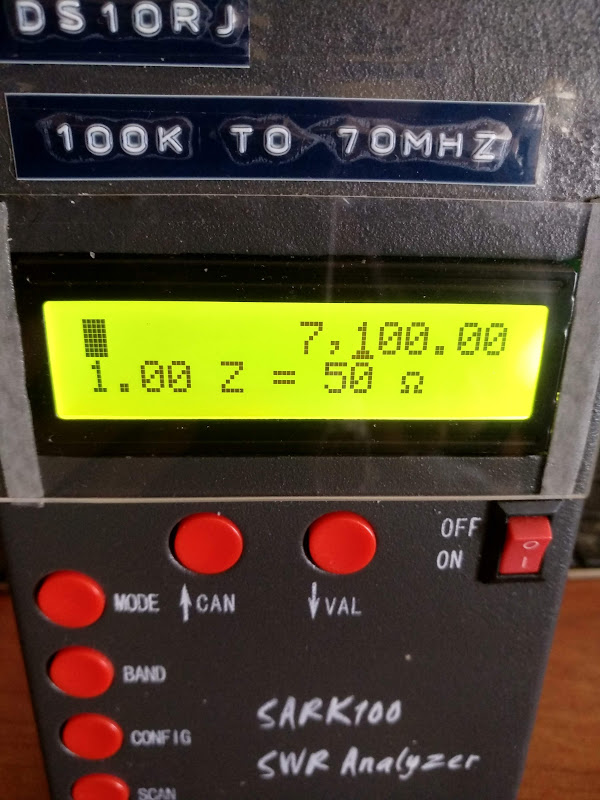 DS1ORJ
100K TO 70MHZ
7,100.00
1.00 Z = 50 Ω
OFF
ON
MODE ↑CAN ↓VAL
BAND
CONFIG
SCAN
SARK100
SWR Analyzer